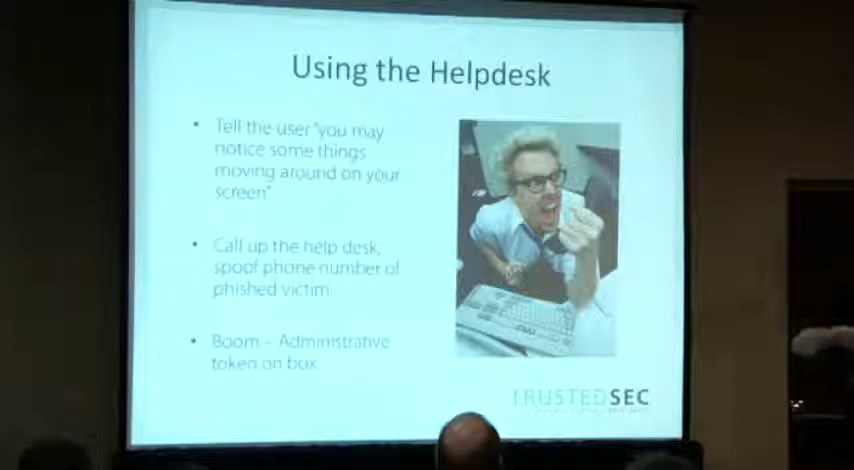 Using the Helpdesk
• Tell the user "you may
notice some things
moving around on your
screen"
• Call up the help desk,
spoof phone number of
phished victim
• Boom – Administrative
token on box
TRUSTEDSEC